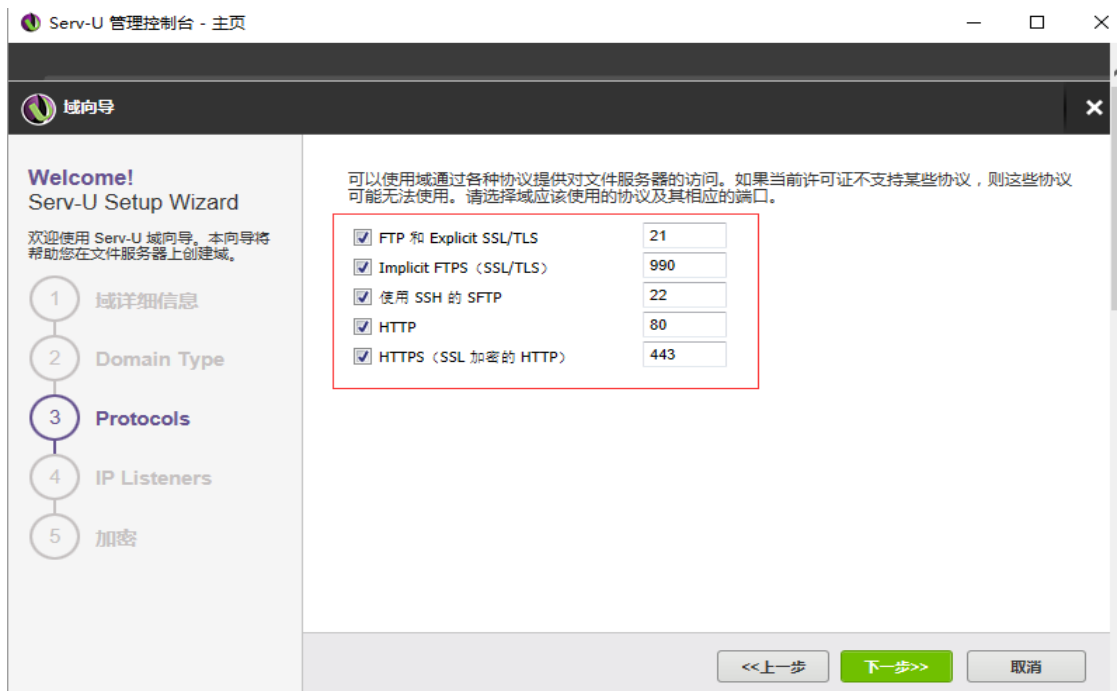 Serv-U 管理控制台 - 主页
域向导
Welcome!
Serv-U Setup Wizard
欢迎使用 Serv-U 域向导。本向导将
帮助您在文件服务器上创建域。
1 域详细信息
2 Domain Type
3 Protocols
4 IP Listeners
5 加密
可以使用域通过各种协议提供对文件服务器的访问。如果当前许可证不支持某些协议，则这些协议
可能无法使用。请选择域应该使用的协议及其相应的端口。
FTP 和 Explicit SSL/TLS 21
Implicit FTPS（SSL/TLS） 990
使用 SSH 的 SFTP 22
HTTP 80
HTTPS（SSL 加密的 HTTP） 443
<<上一步 下一步>> 取消